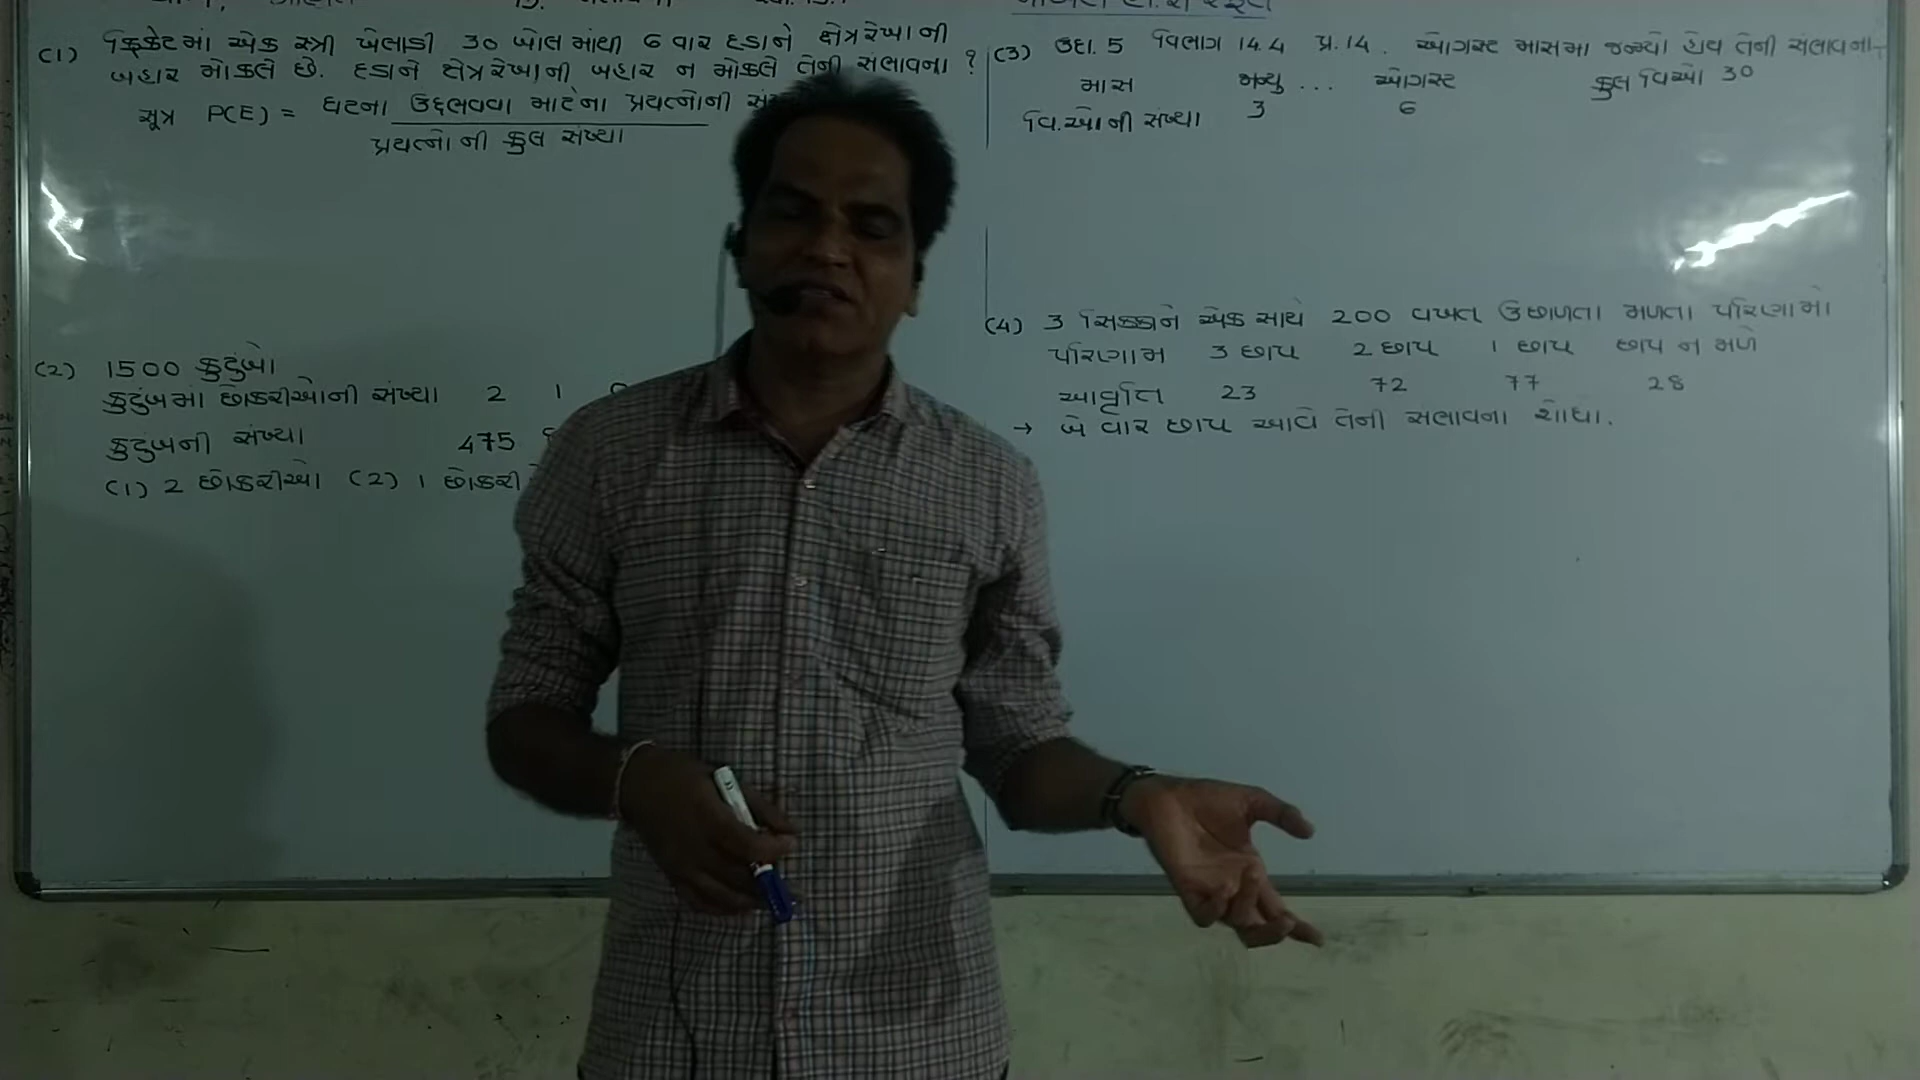 (1) ક્રિકેટમાં એક સ્ત્રી ખેલાડી 30 બોલમાંથી 6 વાર દડાને ક્ષેત્રરેખાની
બહાર મોકલે છે. દડાને ક્ષેત્રરેખાની બહાર ન મોકલે તેની સંભાવના ?
સૂત્ર P(E) = ઘટના ઉદ્દભવવા માટેના પ્રયત્નોની
પ્રયત્નોની કુલ સંખ્યા
(2) 1500 કુટુંબો
કુટુંબમાં છોકરીઓની સંખ્યા 2 1
કુટુંબની સંખ્યા 475
(1) 2 છોકરીઓ (2) 1 છોકરી
(3) ઉદા. 5 વિભાગ 14.4 પ્ર. 14. ઓગસ્ટ માસમાં જન્મ્યો હોય તેની સંભાવના
માસ જાન્યુ ... ઓગસ્ટ કુલ વિ.ઓ 30
વિ.ઓની સંખ્યા 3 6
(4) 3 સિક્કાને એક સાથે 200 વખત ઉછાળતા મળતા પરિણામો
પરિણામ 3 છાપ 2 છાપ 1 છાપ છાપ ન મળે
આવૃત્તિ 23 72 77 28
→ બે વાર છાપ આવે તેની સંભાવના શોધો.